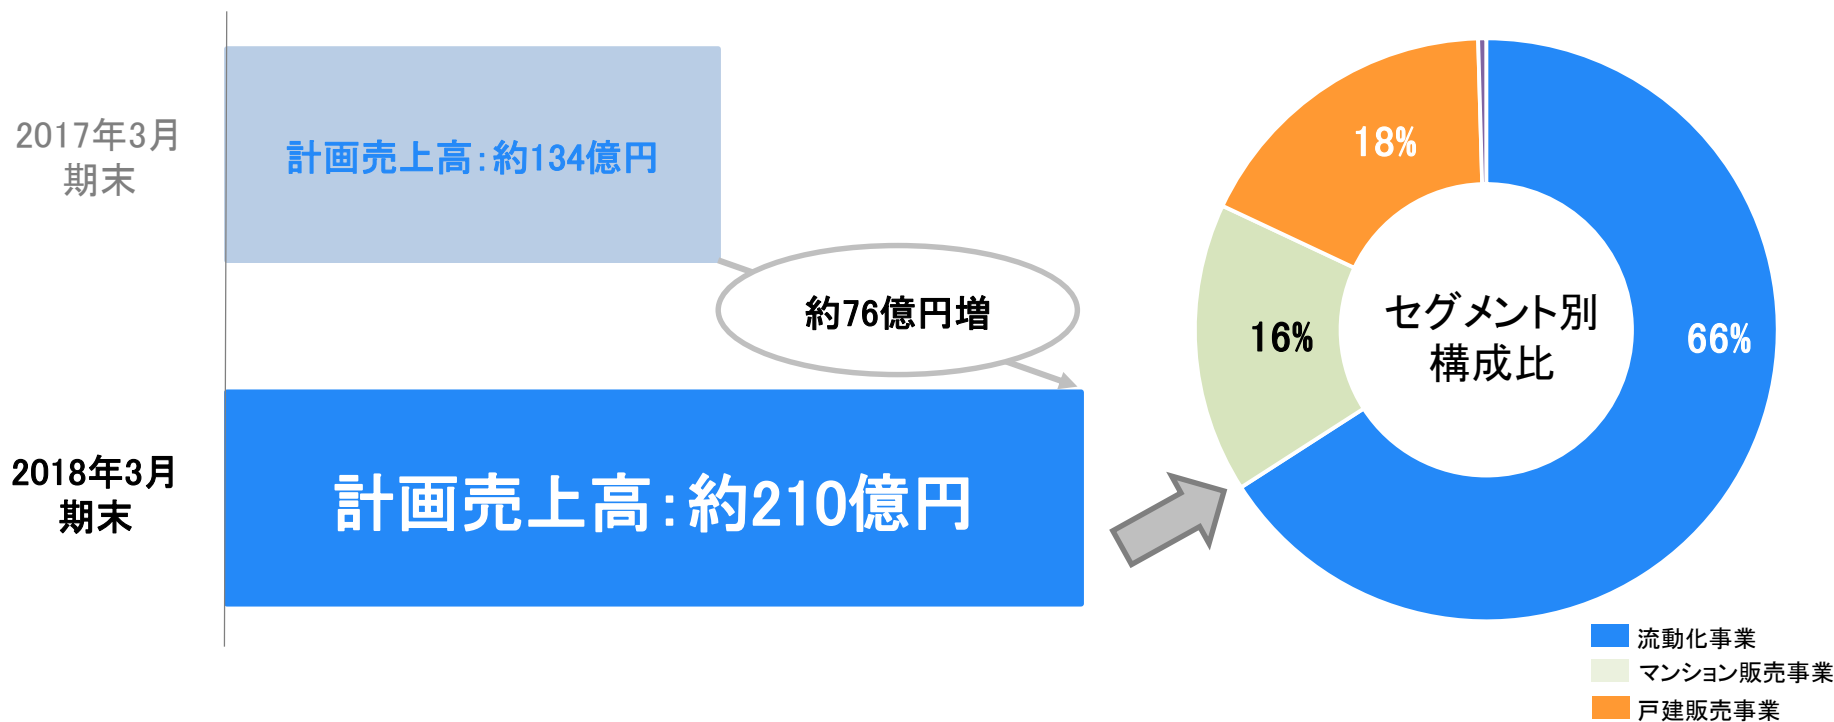 2017年3月
期末
計画売上高：約134億円
約76億円増
2018年3月
期末
計画売上高：約210億円
18%
16%
66%
セグメント別
構成比
流動化事業
マンション販売事業
戸建販売事業